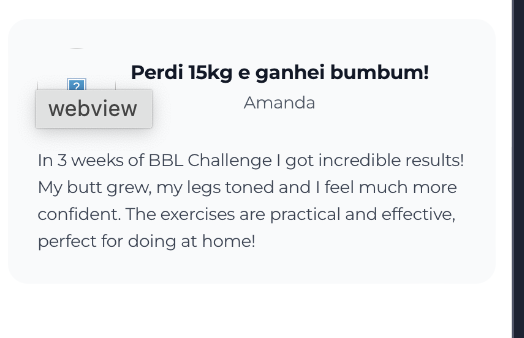 Perdi 15kg e ganhei bumbum!
?
webview
Amanda
In 3 weeks of BBL Challenge I got incredible results!
My butt grew, my legs toned and I feel much more
confident. The exercises are practical and effective,
perfect for doing at home!